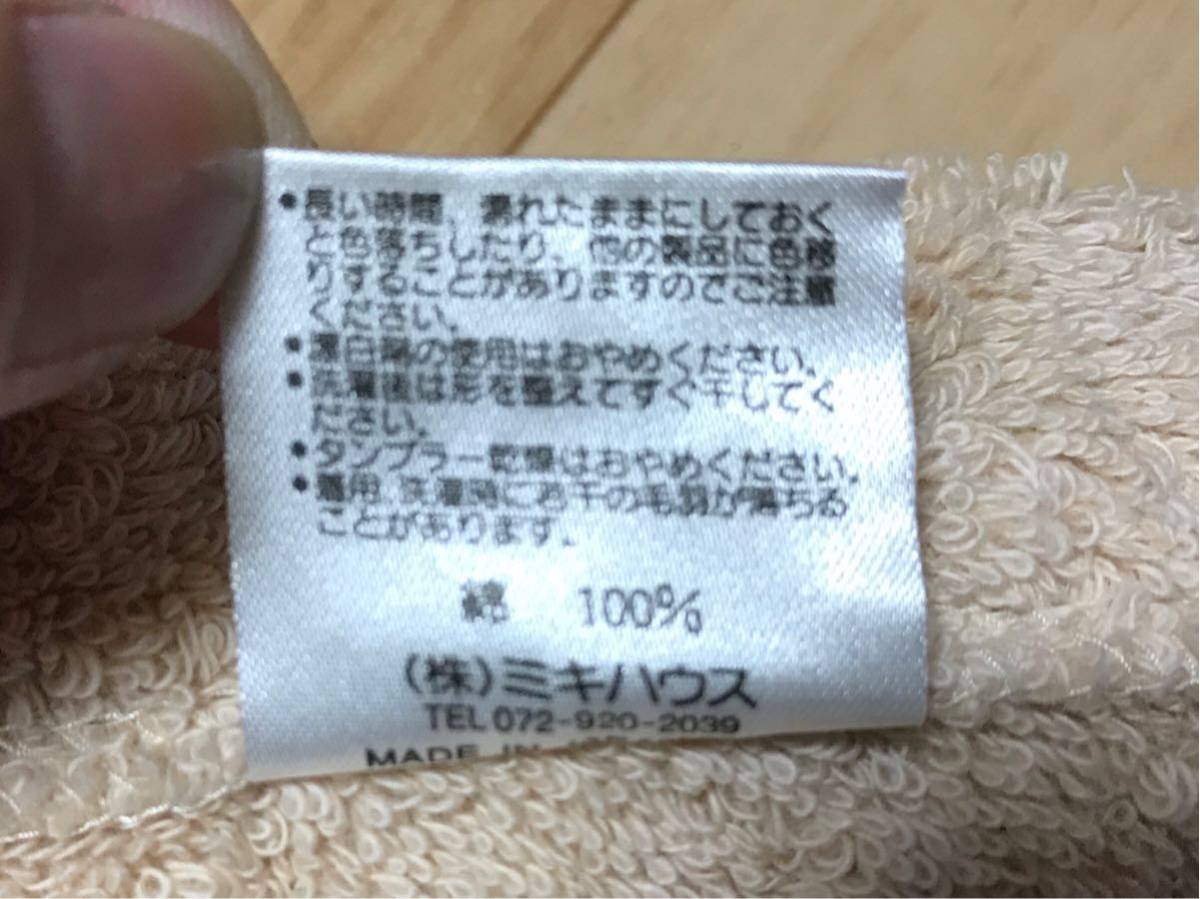 •長い時間、濡れたままにしておく
と色落ちしたり、他の製品に色移
りすることがありますのでご注意
ください。
•漂白剤の使用はおやめください。
•洗濯後は形を整えてすぐ干してく
ださい。
•タンブラー乾燥はおやめください。
•着用、洗濯時に若干の毛羽が落ちる
ことがあります。
綿 100%
(株)ミキハウス
TEL 072-920-2039
MADE IN